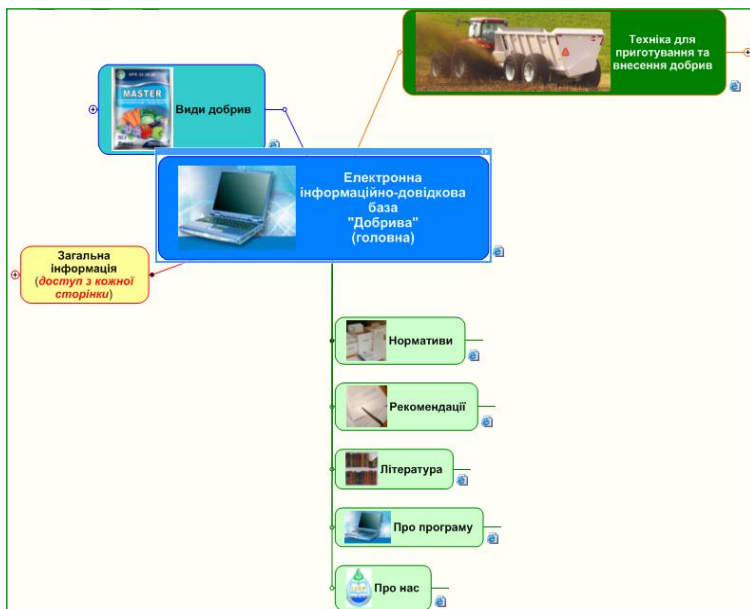 Техніка для
приготування та
внесення добрив
MASTER
Види добрив
Електронна
інформаційно-довідкова
база
"Добрива"
(головна)
Загальна
інформація
(доступ з кожної
сторінки)
Нормативи
Рекомендації
Література
Про програму
Про нас